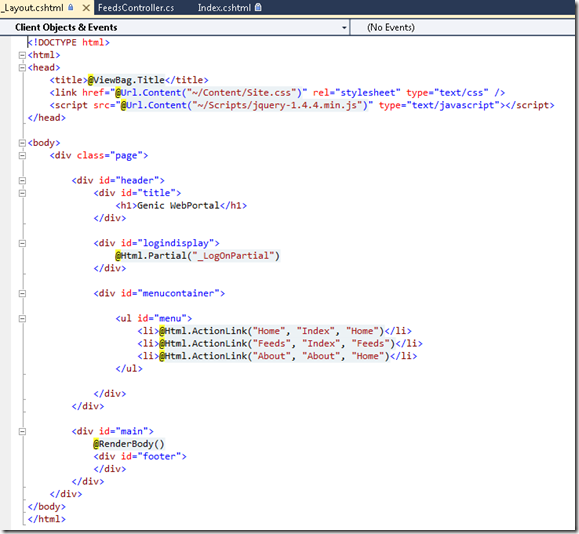 _Layout.cshtml ×
FeedsController.cs
Index.cshtml
Client Objects & Events
(No Events)
<!DOCTYPE html>
<html>
<head>
    <title>@ViewBag.Title</title>
    <link href="@Url.Content("~/Content/Site.css")" rel="stylesheet" type="text/css" />
    <script src="@Url.Content("~/Scripts/jquery-1.4.4.min.js")" type="text/javascript"></script>
</head>

<body>
    <div class="page">

        <div id="header">
            <div id="title">
                <h1>Genic WebPortal</h1>
            </div>

            <div id="logindisplay">
                @Html.Partial("_LogOnPartial")
            </div>

            <div id="menucontainer">

                <ul id="menu">
                    <li>@Html.ActionLink("Home", "Index", "Home")</li>
                    <li>@Html.ActionLink("Feeds", "Index", "Feeds")</li>
                    <li>@Html.ActionLink("About", "About", "Home")</li>
                </ul>

            </div>
        </div>

        <div id="main">
            @RenderBody()
            <div id="footer">
            </div>
        </div>
    </div>
</body>
</html>